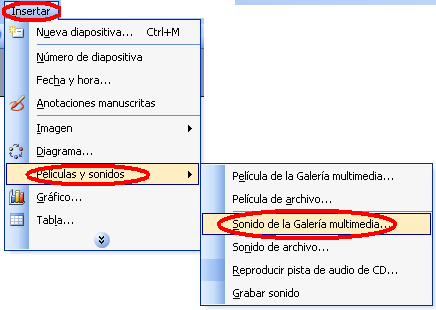 Insertar
Nueva diapositiva... Ctrl+M
Número de diapositiva
Fecha y hora...
Anotaciones manuscritas
Imagen
Diagrama...
Películas y sonidos
Gráfico...
Tabla...
Película de la Galería multimedia...
Película de archivo...
Sonido de la Galería multimedia...
Sonido de archivo...
Reproducir pista de audio de CD...
Grabar sonido